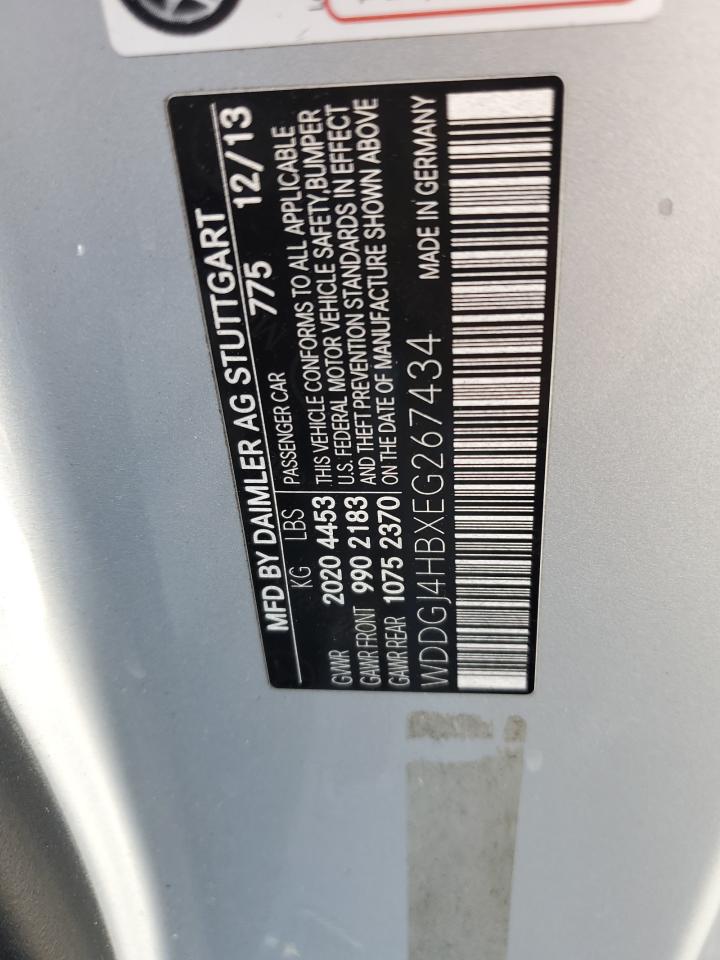 MFD BY DAIMLER AG STUTTGART
775 12/13
KG LBS PASSENGER CAR
GVWR 2020 4453
GAWR FRONT 990 2183
GAWR REAR 1075 2370
THIS VEHICLE CONFORMS TO ALL APPLICABLE
U.S. FEDERAL MOTOR VEHICLE SAFETY,BUMPER
AND THEFT PREVENTION STANDARDS IN EFFECT
ON THE DATE OF MANUFACTURE SHOWN ABOVE
WDDGJ4HBXEG267434 MADE IN GERMANY